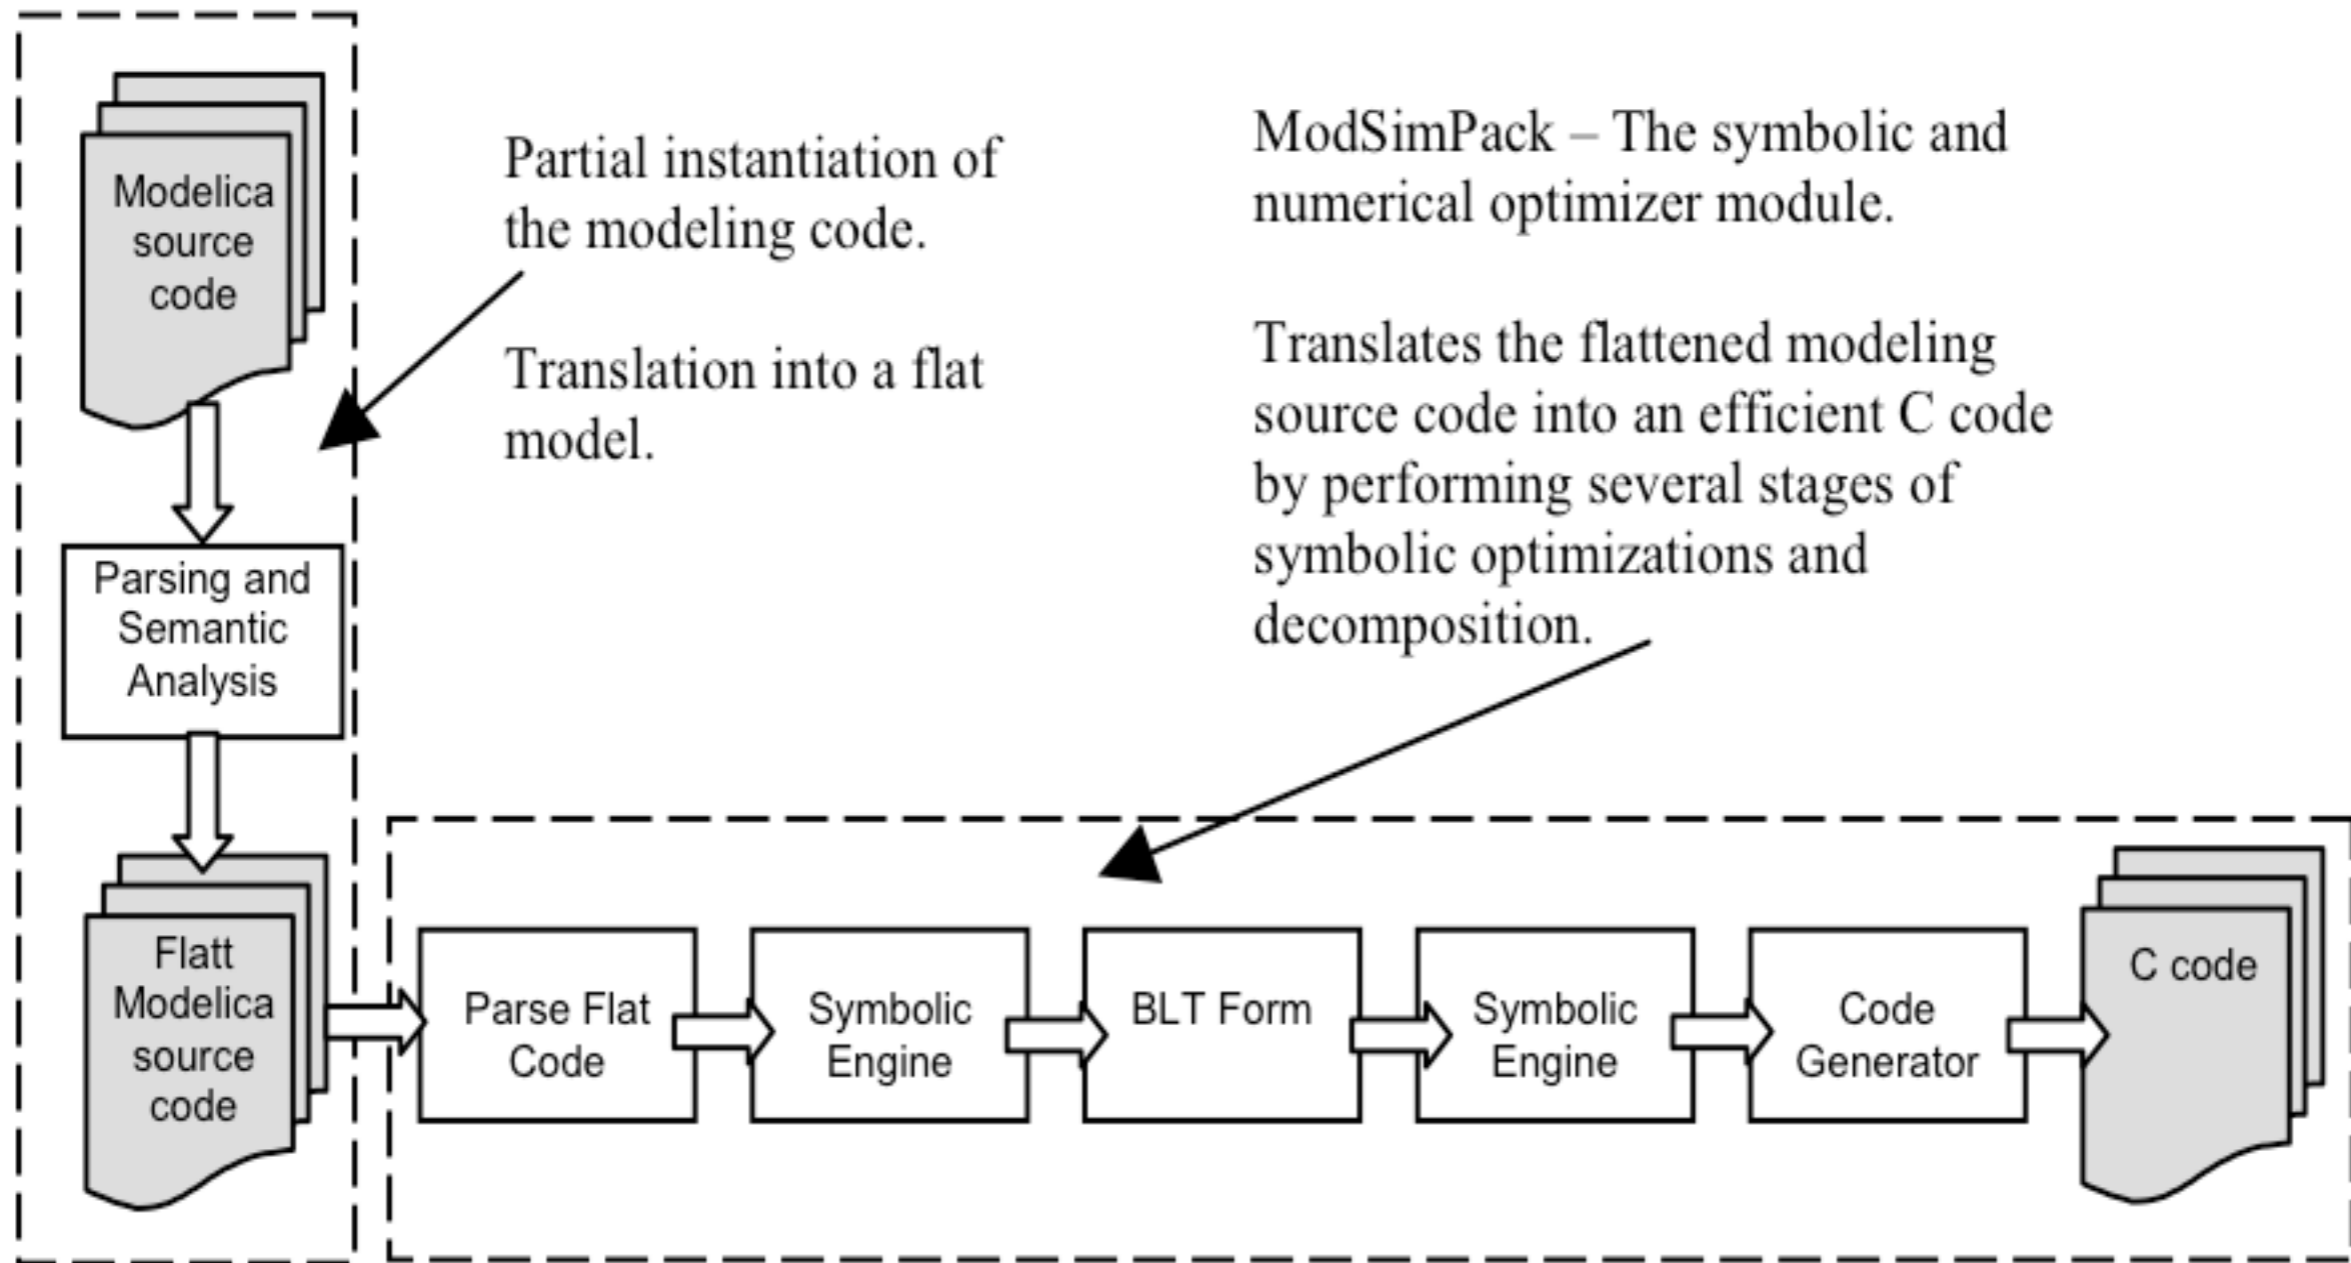 Modelica
source
code
Partial instantiation of
the modeling code.
Translation into a flat
model.
ModSimPack – The symbolic and
numerical optimizer module.
Translates the flattened modeling
source code into an efficient C code
by performing several stages of
symbolic optimizations and
decomposition.
Parsing and
Semantic
Analysis
Flatt
Modelica
source
code
Parse Flat
Code
Symbolic
Engine
BLT Form
Symbolic
Engine
Code
Generator
C code